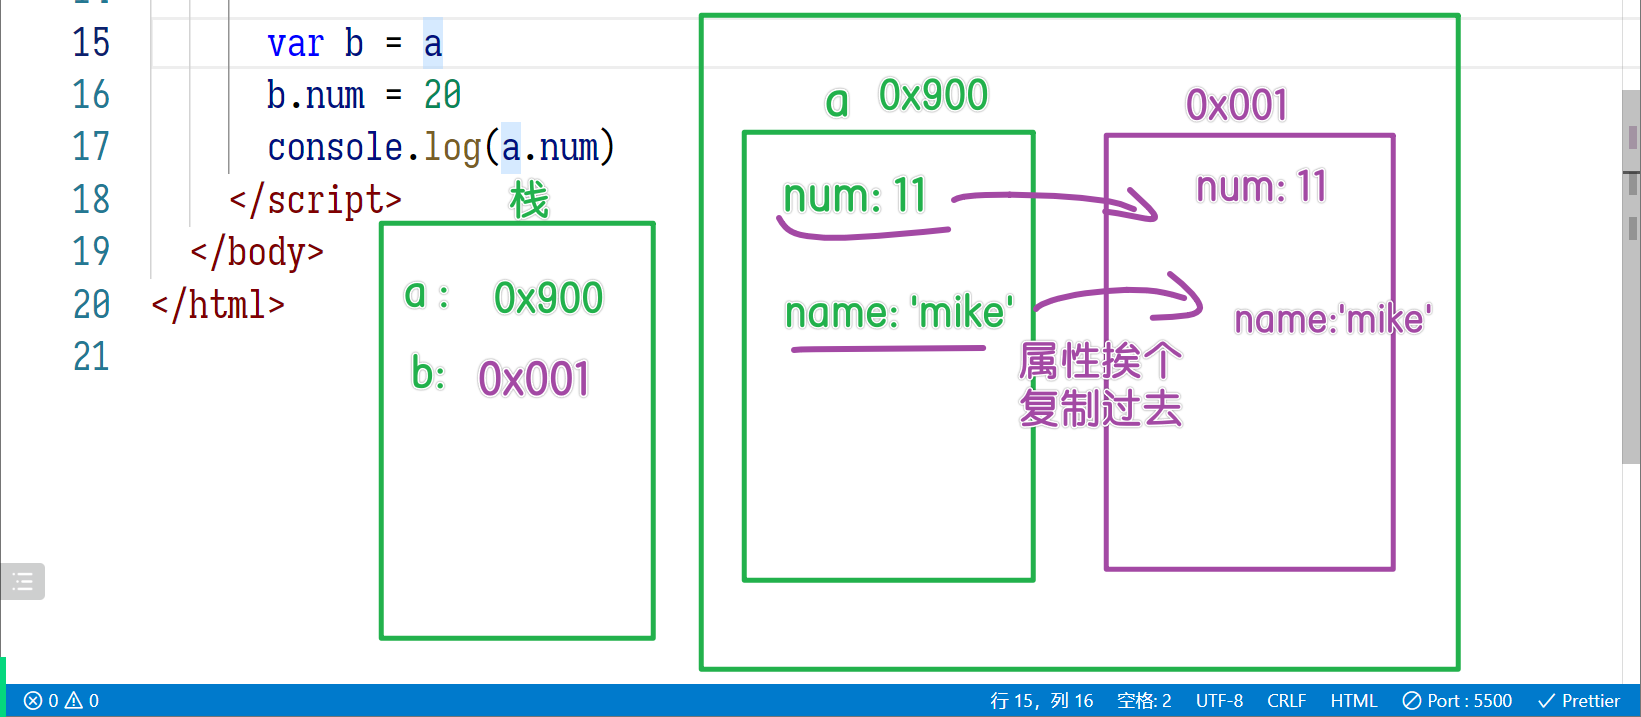 15 var b = a
16 b.num = 20
17 console.log(a.num)
18 </script>
19 </body>
20 </html>
21
栈
a : 0x900
b: 0x001
a 0x900
num: 11
name: 'mike'
0x001
num: 11
name:'mike'
属性挨个
复制过去
0 0 行 15，列 16 空格: 2 UTF-8 CRLF HTML Port : 5500 Prettier